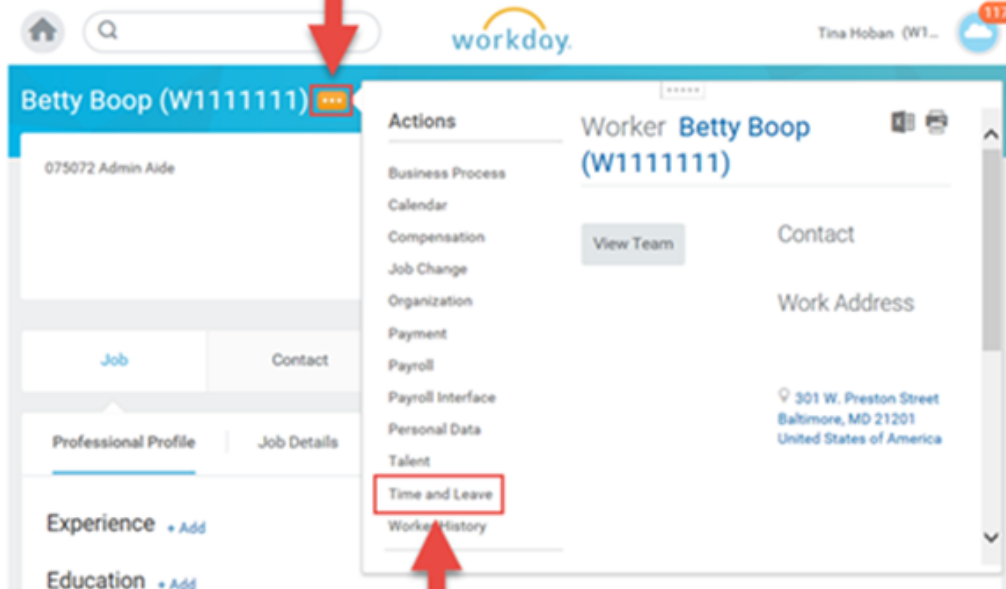 workday.
Tina Hoban (W1...
117
Betty Boop (W1111111)
075072 Admin Aide
Job
Contact
Professional Profile
Job Details
Experience + Add
Education + Add
Actions
Business Process
Calendar
Compensation
Job Change
Organization
Payment
Payroll
Payroll Interface
Personal Data
Talent
Time and Leave
Worker History
Worker Betty Boop
(W1111111)
View Team
Contact
Work Address
301 W. Preston Street
Baltimore, MD 21201
United States of America